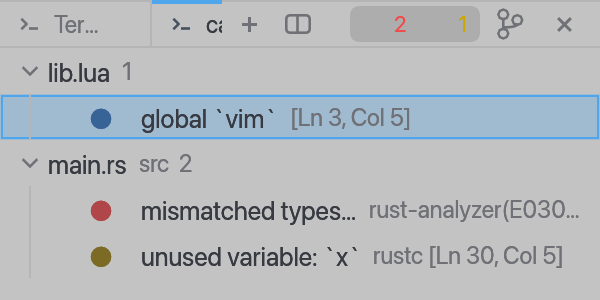 Ter... ca 2 1
lib.lua 1
global `vim` [Ln 3, Col 5]
main.rs src 2
mismatched types... rust-analyzer(E030...
unused variable: `x` rustc [Ln 30, Col 5]